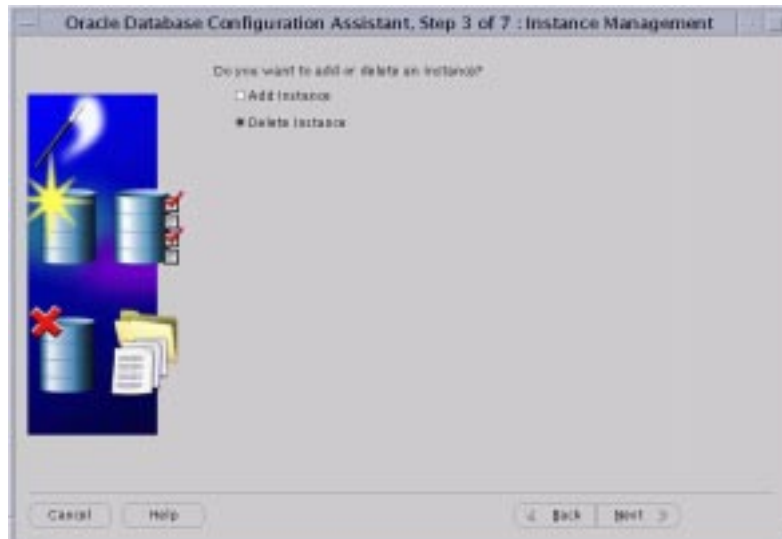 Oracle Database Configuration Assistant, Step 3 of 7 : Instance Management
Do you want to add or delete an instance?
Add Instance
Delete Instance
Cancel
Help
Back
Next